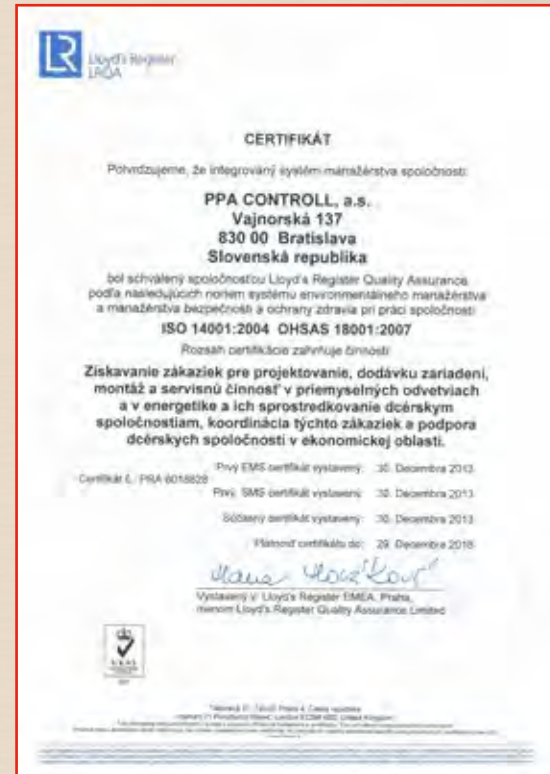 LR
Lloyd's Register
LRQA
CERTIFIKÁT
Potvrdzujeme, že integrovaný systém manažérstva spoločnosti:
PPA CONTROLL, a.s.
Vajnorská 137
830 00 Bratislava
Slovenská republika
bol schválený spoločnosťou Lloyd's Register Quality Assurance
podľa nasledujúcich noriem systému environmentálneho manažérstva
a manažérstva bezpečnosti a ochrany zdravia pri práci spoločnosti
ISO 14001:2004 OHSAS 18001:2007
Rozsah certifikácie zahrňuje činnosti
Získavanie zákaziek pre projektovanie, dodávku zariadení,
montáž a servisnú činnosť v priemyselných odvetviach
a v energetike a ich sprostredkovanie dcérskym
spoločnostiam, koordinácia týchto zákaziek a podpora
dcérskych spoločností v ekonomickej oblasti.
Prvý EMS certifikát vystavený: 30. Decembra 2013
Certifikát č.: PRA 6018828
Prvý SMS certifikát vystavený: 30. Decembra 2013
Súčasný certifikát vystavený: 30. Decembra 2013
Platnosť certifikátu do: 29. Decembra 2018
Vystavený v: Lloyd's Register EMEA, Praha,
menom Lloyd's Register Quality Assurance Limited
UKAS